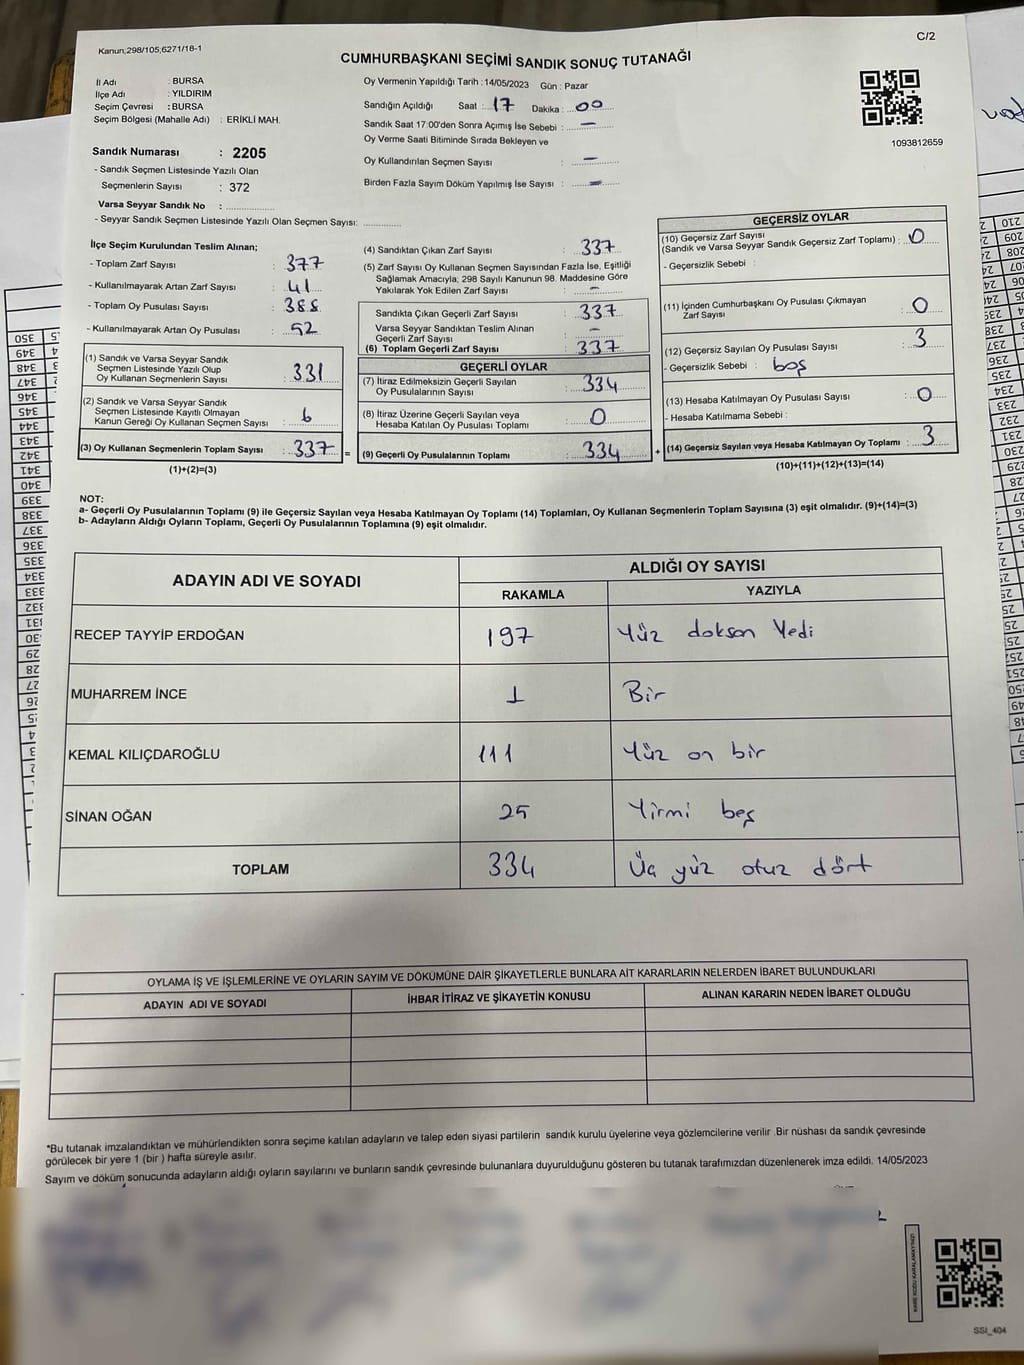 C/2
Kanun;298/105;6271/18-1
CUMHURBAŞKANI SEÇİMİ SANDIK SONUÇ TUTANAĞI
İl Adı : BURSA
İlçe Adı : YILDIRIM
Seçim Çevresi : BURSA
Seçim Bölgesi (Mahalle Adı) : ERİKLİ MAH.
Oy Vermenin Yapıldığı Tarih : 14/05/2023 Gün : Pazar
Sandığın Açıldığı Saat : 17 Dakika : 00
Sandık Saat 17:00'den Sonra Açımış İse Sebebi : –
Oy Verme Saati Bitiminde Sırada Bekleyen ve
Oy Kullandırılan Seçmen Sayısı : –
Birden Fazla Sayım Döküm Yapılmış İse Sayısı : –
1093812659
Sandık Numarası : 2205
- Sandık Seçmen Listesinde Yazılı Olan
Seçmenlerin Sayısı : 372
Varsa Seyyar Sandık No :
- Seyyar Sandık Seçmen Listesinde Yazılı Olan Seçmen Sayısı:
İlçe Seçim Kurulundan Teslim Alınan;
- Toplam Zarf Sayısı : 377
- Kullanılmayarak Artan Zarf Sayısı : 41
- Toplam Oy Pusulası Sayısı : 388
- Kullanılmayarak Artan Oy Pusulası : 52
(1) Sandık ve Varsa Seyyar Sandık
Seçmen Listesinde Yazılı Olup
Oy Kullanan Seçmenlerin Sayısı : 331
(2) Sandık ve Varsa Seyyar Sandık
Seçmen Listesinde Kayıtlı Olmayan
Kanun Gereği Oy Kullanan Seçmen Sayısı : 6
(3) Oy Kullanan Seçmenlerin Toplam Sayısı : 337 =
(1)+(2)=(3)
(4) Sandıktan Çıkan Zarf Sayısı : 337
(5) Zarf Sayısı Oy Kullanan Seçmen Sayısından Fazla İse, Eşitliği
Sağlamak Amacıyla; 298 Sayılı Kanunun 98. Maddesine Göre
Yakılarak Yok Edilen Zarf Sayısı : –
Sandıkta Çıkan Geçerli Zarf Sayısı : 337
Varsa Seyyar Sandıktan Teslim Alınan
Geçerli Zarf Sayısı : –
(6) Toplam Geçerli Zarf Sayısı : 337
GEÇERLİ OYLAR
(7) İtiraz Edilmeksizin Geçerli Sayılan
Oy Pusulasının Sayısı : 334
(8) İtiraz Üzerine Geçerli Sayılan veya
Hesaba Katılan Oy Pusulası Toplamı : 0
(9) Geçerli Oy Pusulalarının Toplamı : 334 +
GEÇERSİZ OYLAR
(10) Geçersiz Zarf Sayısı
(Sandık ve Varsa Seyyar Sandık Geçersiz Zarf Toplamı) : 0
- Geçersizlik Sebebi :
(11) İçinden Cumhurbaşkanı Oy Pusulası Çıkmayan
Zarf Sayısı : 0
(12) Geçersiz Sayılan Oy Pusulası Sayısı : 3
- Geçersizlik Sebebi : boş
(13) Hesaba Katılmayan Oy Pusulası Sayısı : 0
- Hesaba Katılmama Sebebi :
(14) Geçersiz Sayılan veya Hesaba Katılmayan Oy Toplamı : 3
(10)+(11)+(12)+(13)=(14)
NOT:
a- Geçerli Oy Pusulalarının Toplamı (9) ile Geçersiz Sayılan veya Hesaba Katılmayan Oy Toplamı (14) Toplamları, Oy Kullanan Seçmenlerin Toplam Sayısına (3) eşit olmalıdır. (9)+(14)=(3)
b- Adayların Aldığı Oyların Toplamı, Geçerli Oy Pusulalarının Toplamına (9) eşit olmalıdır.
ADAYIN ADI VE SOYADI ALDIĞI OY SAYISI
RAKAMLA YAZIYLA
RECEP TAYYİP ERDOĞAN 197 Yüz doksan Yedi
MUHARREM İNCE 1 Bir
KEMAL KILIÇDAROĞLU 111 Yüz on bir
SİNAN OĞAN 25 Yirmi beş
TOPLAM 334 Üç yüz otuz dört
OYLAMA İŞ VE İŞLEMLERİNE VE OYLARIN SAYIM VE DÖKÜMÜNE DAİR ŞİKAYETLERLE BUNLARA AİT KARARLARIN NELERDEN İBARET BULUNDUKLARI
ADAYIN ADI VE SOYADI İHBAR İTİRAZ VE ŞİKAYETİN KONUSU ALINAN KARARIN NEDEN İBARET OLDUĞU
*Bu tutanak imzalandıktan ve mühürlendikten sonra seçime katılan adayların ve talep eden siyasi partilerin sandık kurulu üyelerine veya gözlemcilerine verilir .Bir nüshası da sandık çevresinde
görülecek bir yere 1 (bir ) hafta süreyle asılır.
Sayım ve döküm sonucunda adayların aldığı oyların sayılarını ve bunların sandık çevresinde bulunanlara duyurulduğunu gösteren bu tutanak tarafımızdan düzenlenerek imza edildi. 14/05/2023
KARE KODU KARALAMAYINIZ!
SSI_404